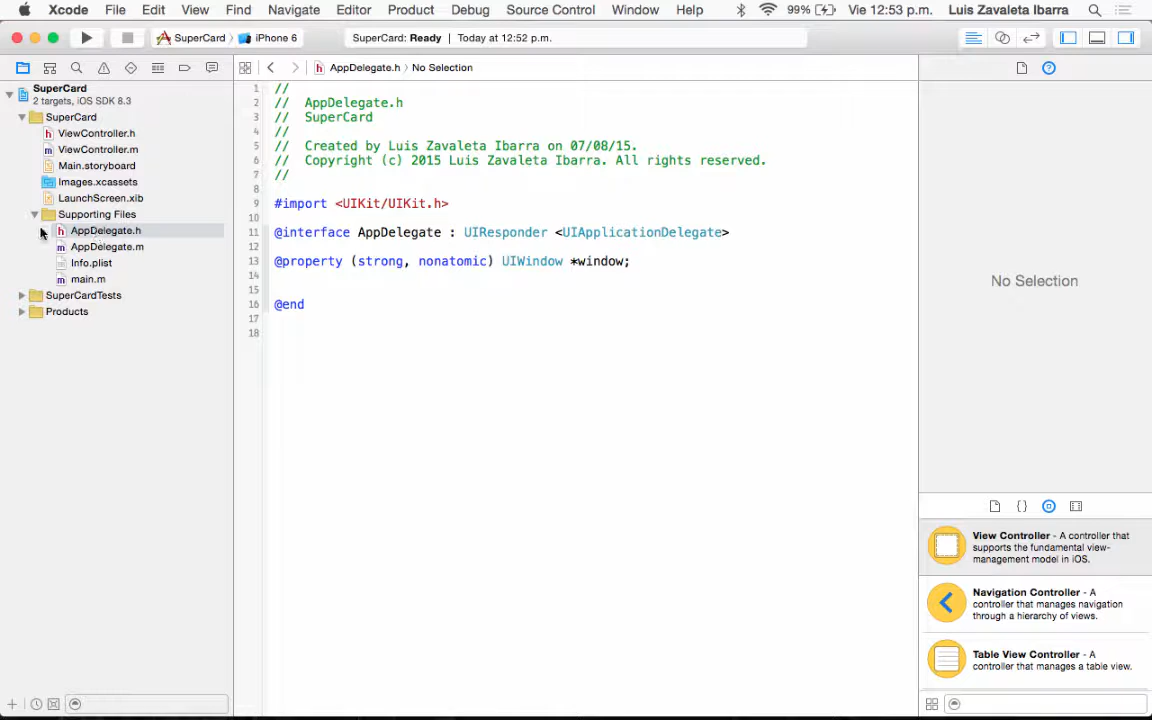 Xcode File Edit View Find Navigate Editor Product Debug Source Control Window Help 99% Vie 12:53 p.m. Luis Zavaleta Ibarra
SuperCard iPhone 6 SuperCard: Ready | Today at 12:52 p.m.
AppDelegate.h No Selection
SuperCard
2 targets, iOS SDK 8.3
SuperCard
ViewController.h
ViewController.m
Main.storyboard
Images.xcassets
LaunchScreen.xib
Supporting Files
AppDelegate.h
AppDelegate.m
Info.plist
main.m
SuperCardTests
Products
1 //
2 // AppDelegate.h
3 // SuperCard
4 //
5 // Created by Luis Zavaleta Ibarra on 07/08/15.
6 // Copyright (c) 2015 Luis Zavaleta Ibarra. All rights reserved.
7 //
8
9 #import <UIKit/UIKit.h>
10
11 @interface AppDelegate : UIResponder <UIApplicationDelegate>
12
13 @property (strong, nonatomic) UIWindow *window;
14
15
16 @end
17
18
No Selection
View Controller - A controller that
supports the fundamental view-
management model in iOS.
Navigation Controller - A
controller that manages navigation
through a hierarchy of views.
Table View Controller - A
controller that manages a table view.